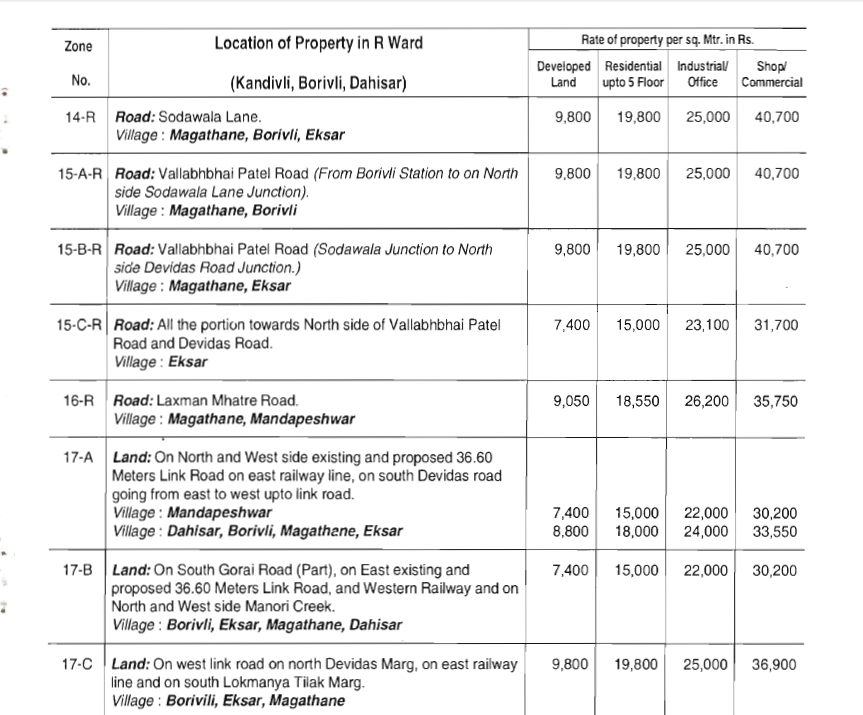 Zone No.
Location of Property in R Ward
(Kandivli, Borivli, Dahisar)
Rate of property per sq. Mtr. in Rs.
Developed Land
Residential upto 5 Floor
Industrial/ Office
Shop/ Commercial
14-R Road: Sodawala Lane. 9,800 19,800 25,000 40,700
Village : Magathane, Borivli, Eksar
15-A-R Road: Vallabhbhai Patel Road (From Borivli Station to on North 9,800 19,800 25,000 40,700
side Sodawala Lane Junction).
Village : Magathane, Borivli
15-B-R Road: Vallabhbhai Patel Road (Sodawala Junction to North 9,800 19,800 25,000 40,700
side Devidas Road Junction.)
Village : Magathane, Eksar
15-C-R Road: All the portion towards North side of Vallabhbhai Patel 7,400 15,000 23,100 31,700
Road and Devidas Road.
Village : Eksar
16-R Road: Laxman Mhatre Road. 9,050 18,550 26,200 35,750
Village : Magathane, Mandapeshwar
17-A Land: On North and West side existing and proposed 36.60
Meters Link Road on east railway line, on south Devidas road
going from east to west upto link road.
Village : Mandapeshwar 7,400 15,000 22,000 30,200
Village : Dahisar, Borivli, Magathane, Eksar 8,800 18,000 24,000 33,550
17-B Land: On South Gorai Road (Part), on East existing and 7,400 15,000 22,000 30,200
proposed 36.60 Meters Link Road, and Western Railway and on
North and West side Manori Creek.
Village : Borivli, Eksar, Magathane, Dahisar
17-C Land: On west link road on north Devidas Marg, on east railway 9,800 19,800 25,000 36,900
line and on south Lokmanya Tilak Marg.
Village : Borivili, Eksar, Magathane